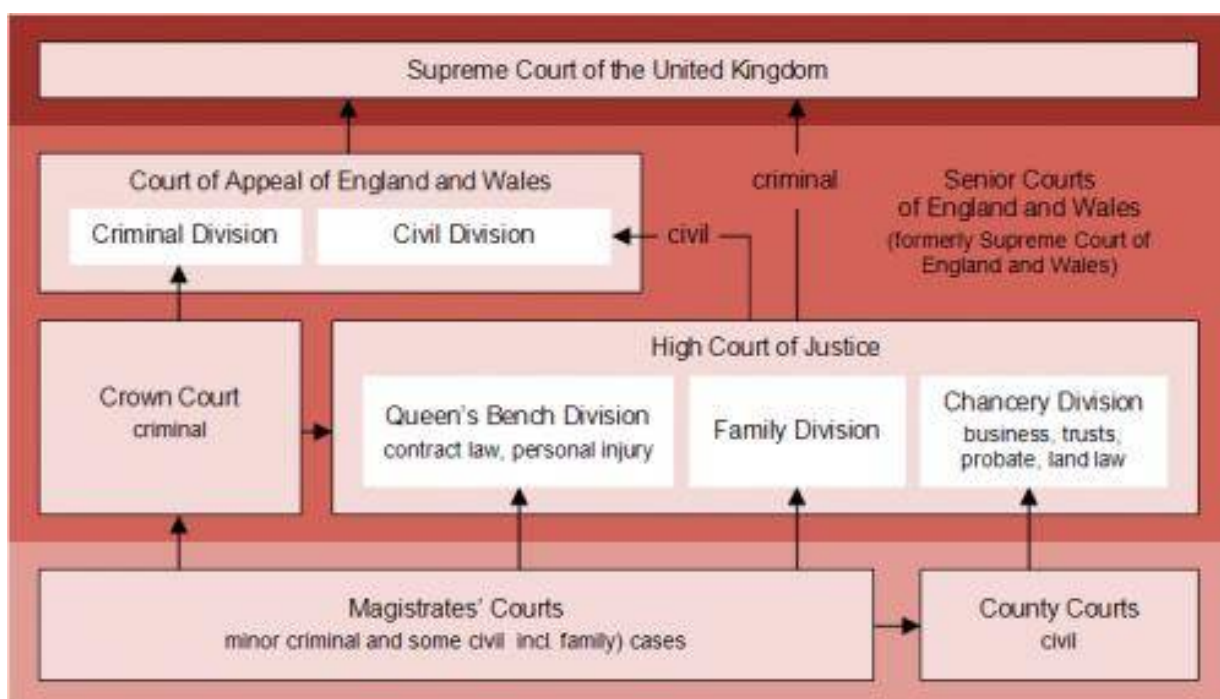 Supreme Court of the United Kingdom
Court of Appeal of England and Wales
Criminal Division
Civil Division
civil
criminal
Senior Courts
of England and Wales
(formerly Supreme Court of
England and Wales)
Crown Court
criminal
High Court of Justice
Queen's Bench Division
contract law, personal injury
Family Division
Chancery Division
business, trusts,
probate, land law
Magistrates' Courts
minor criminal and some civil incl. family) cases
County Courts
civil